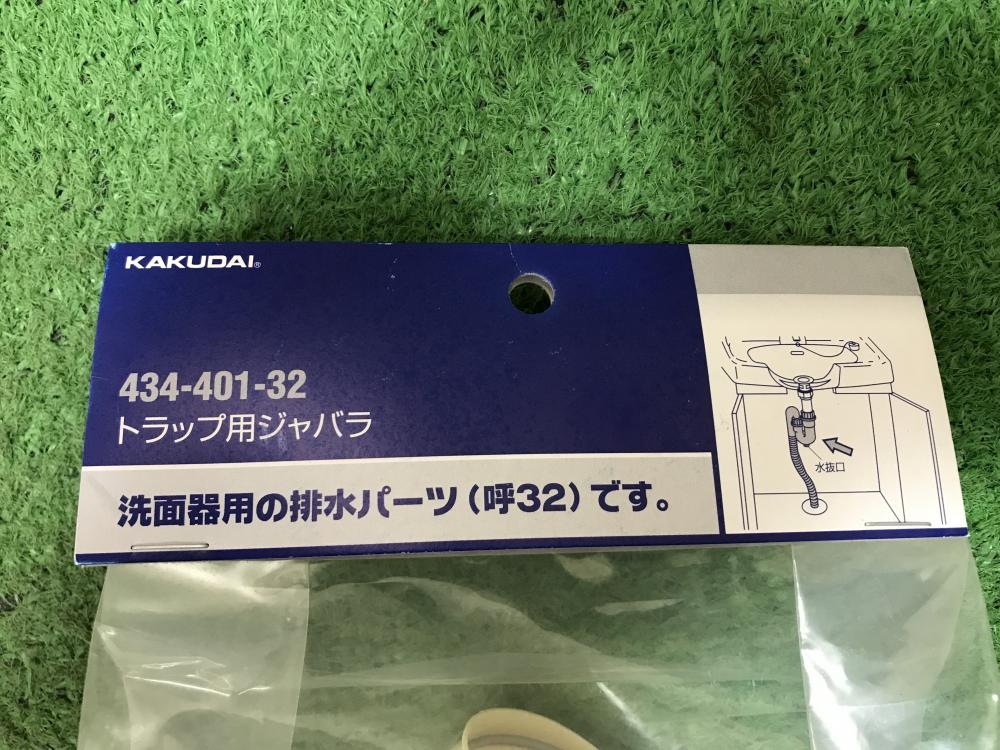 KAKUDAI®
434-401-32
トラップ用ジャバラ
洗面器用の排水パーツ（呼32）です。
水抜口